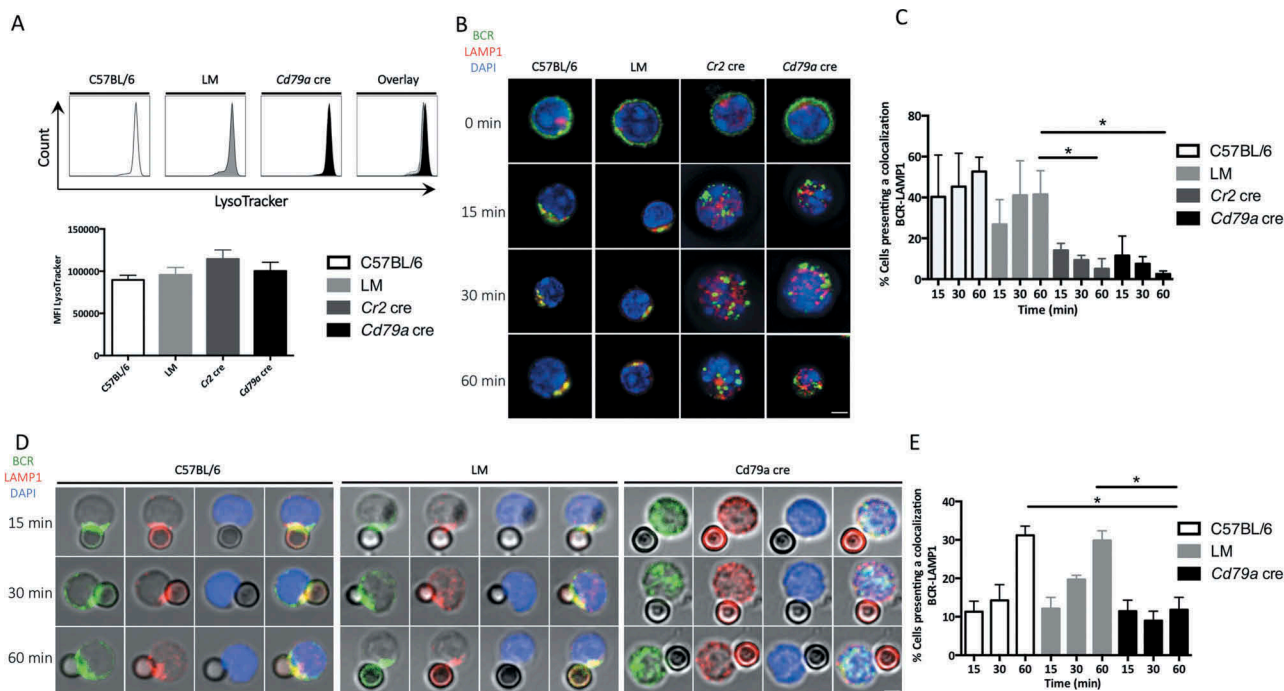 A
C57BL/6 LM Cd79a cre Overlay
Count
LysoTracker
MFI LysoTracker
150000
100000
50000
0
C57BL/6 LM Cr2 cre Cd79a cre
C57BL/6
LM
Cr2 cre
Cd79a cre
B
BCR
LAMP1
DAPI
C57BL/6 LM Cr2 cre Cd79a cre
0 min
15 min
30 min
60 min
C
% Cells presenting a colocalization
BCR-LAMP1
80
60
40
20
0
*
*
15 30 60 15 30 60 15 30 60 15 30 60
Time (min)
C57BL/6
LM
Cr2 cre
Cd79a cre
D
BCR
LAMP1
DAPI
C57BL/6 LM Cd79a cre
15 min
30 min
60 min
E
% Cells presenting a colocalization
BCR-LAMP1
40
30
20
10
0
*
*
15 30 60 15 30 60 15 30 60
Time (min)
C57BL/6
LM
Cd79a cre